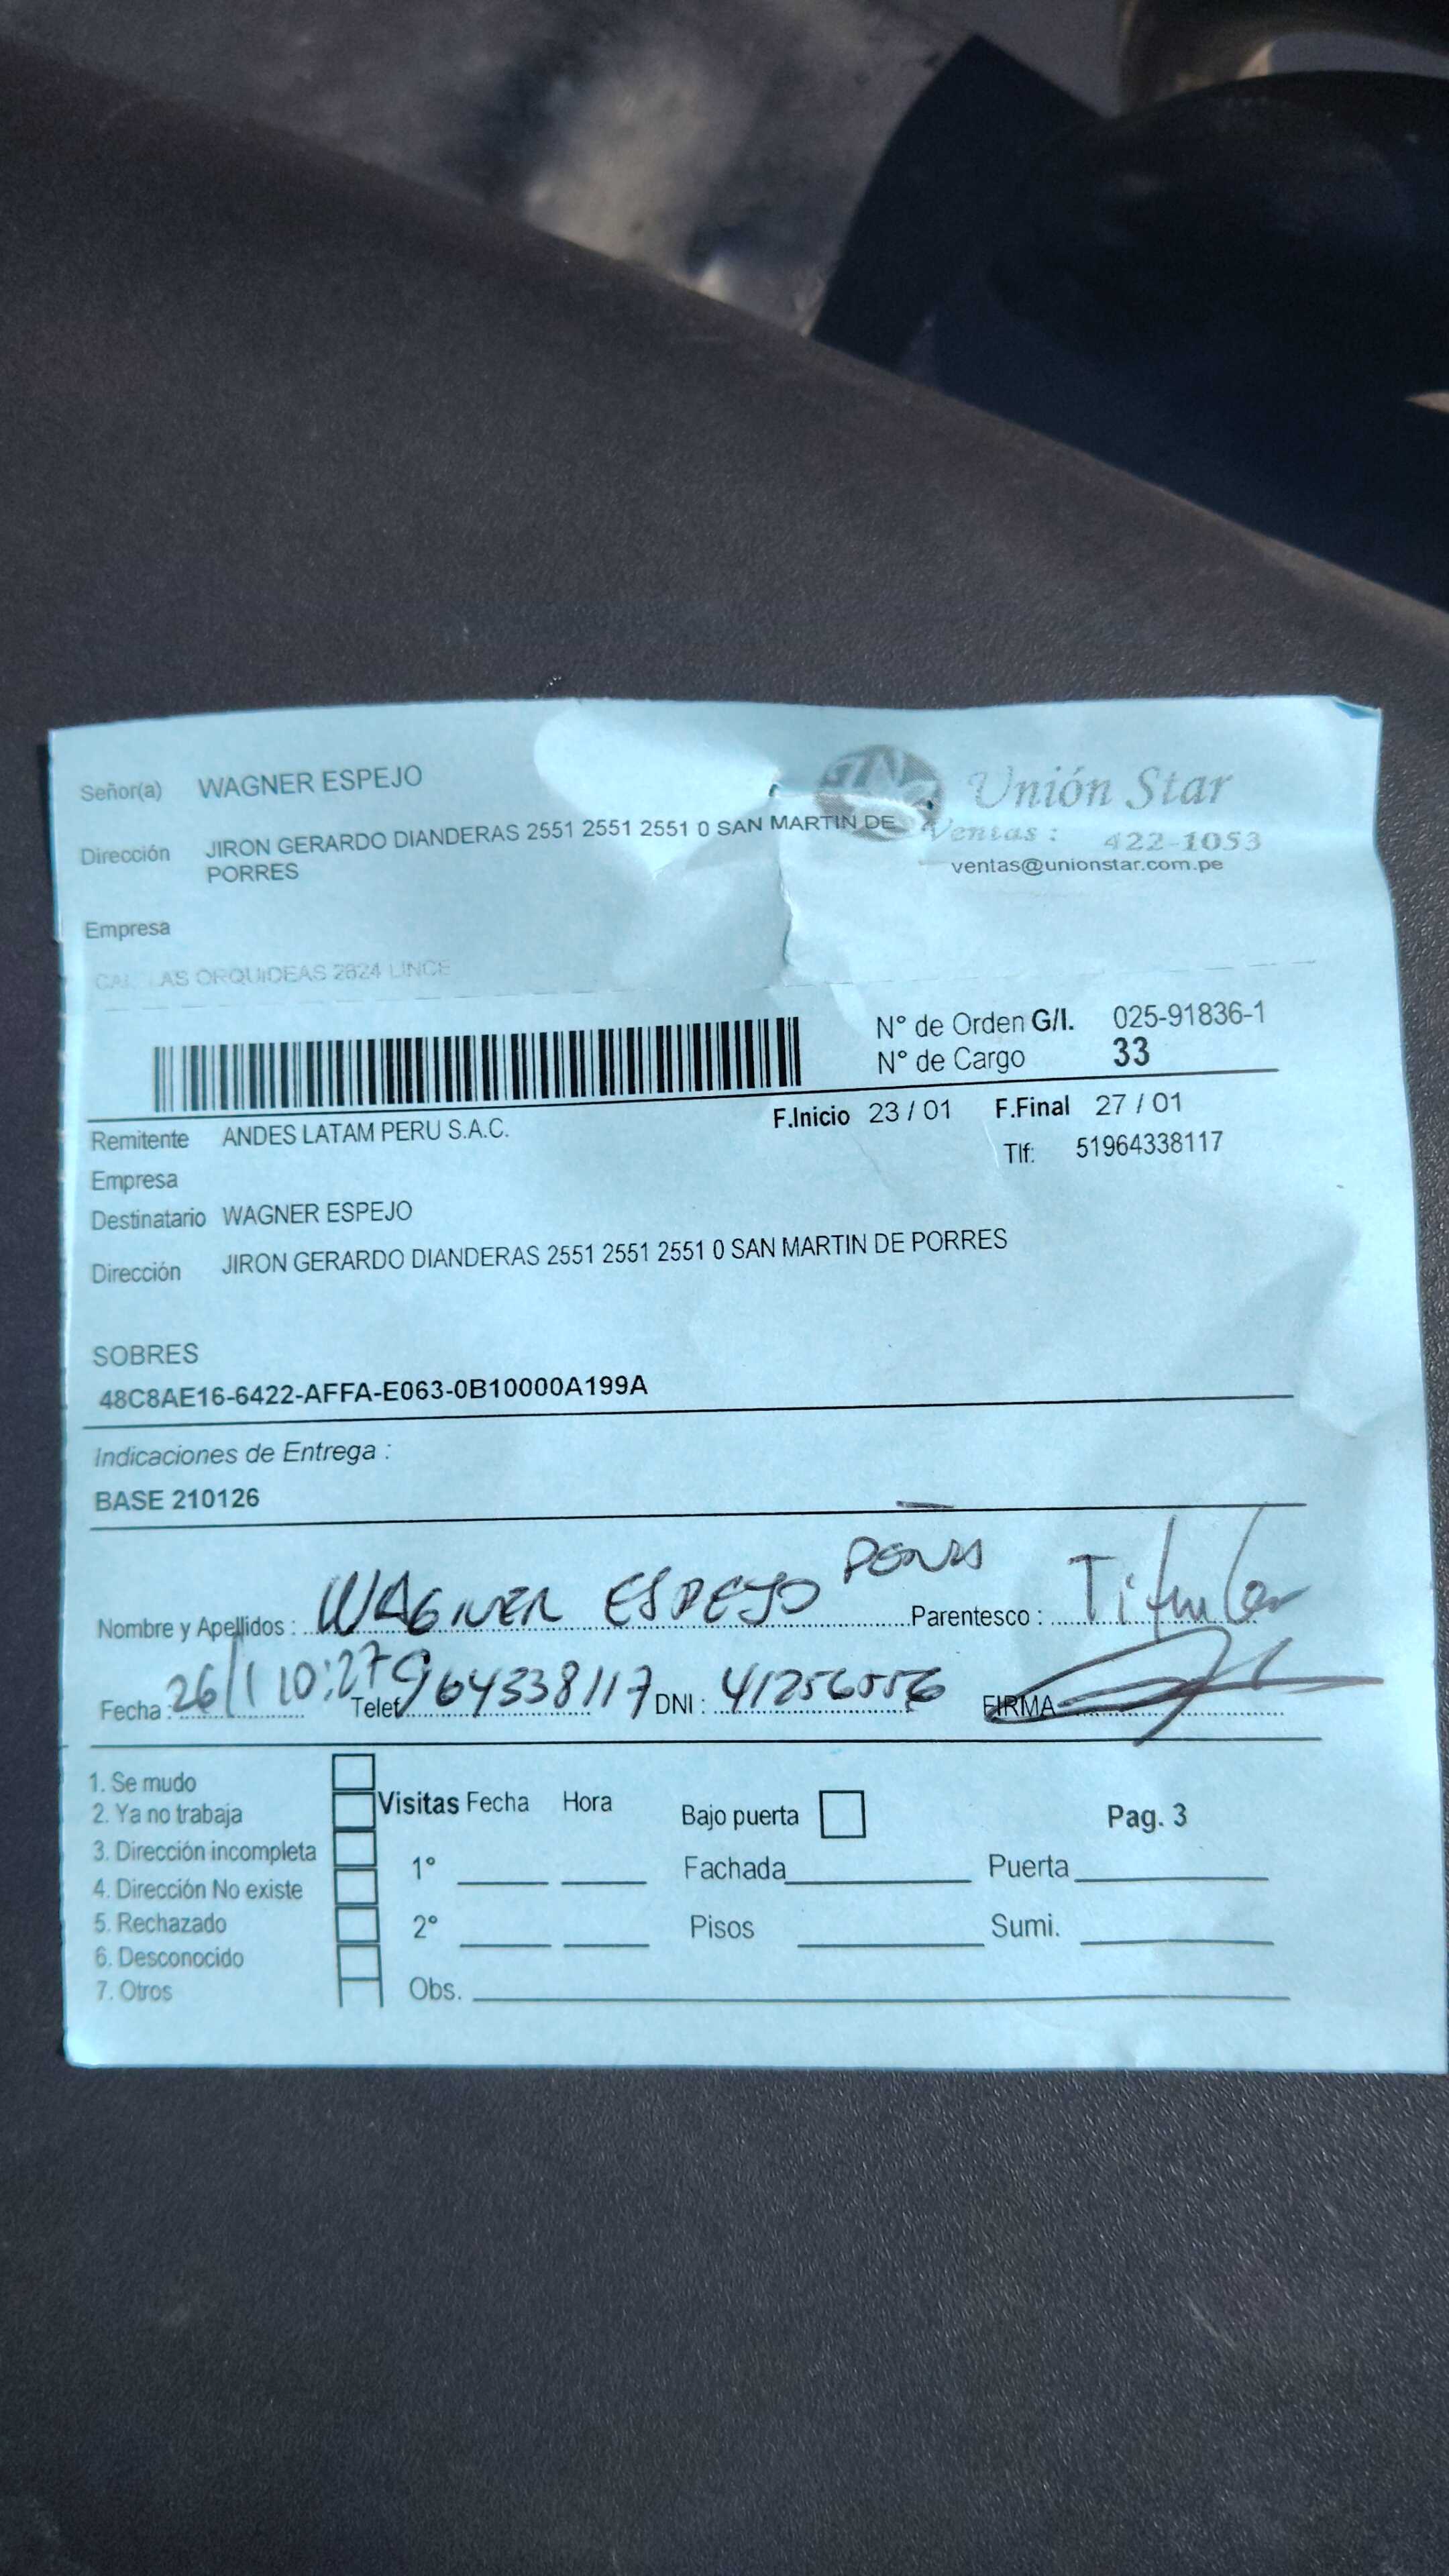 Señor(a) WAGNER ESPEJO
Unión Star
Dirección JIRON GERARDO DIANDERAS 2551 2551 2551 0 SAN MARTIN DE
PORRES
Ventas : 422-1053
ventas@unionstar.com.pe
Empresa
AS ORQUIDEAS 2624 LINCE
N° de Orden G/I. 025-91836-1
N° de Cargo 33
F.Inicio 23 / 01 F.Final 27 / 01
Remitente ANDES LATAM PERU S.A.C.
Tlf: 51964338117
Empresa
Destinatario WAGNER ESPEJO
Dirección JIRON GERARDO DIANDERAS 2551 2551 2551 0 SAN MARTIN DE PORRES
SOBRES
48C8AE16-6422-AFFA-E063-0B10000A199A
Indicaciones de Entrega :
BASE 210126
Nombre y Apellidos : WAGNER ESPEJO Parentesco : Titular
Fecha : 26/1 10:27 Telef 964338117 DNI : 41256556 FIRMA
1. Se mudo
2. Ya no trabaja
3. Dirección incompleta
4. Dirección No existe
5. Rechazado
6. Desconocido
7. Otros
Visitas Fecha Hora Bajo puerta Pag. 3
1° Fachada Puerta
2° Pisos Sumi.
Obs.